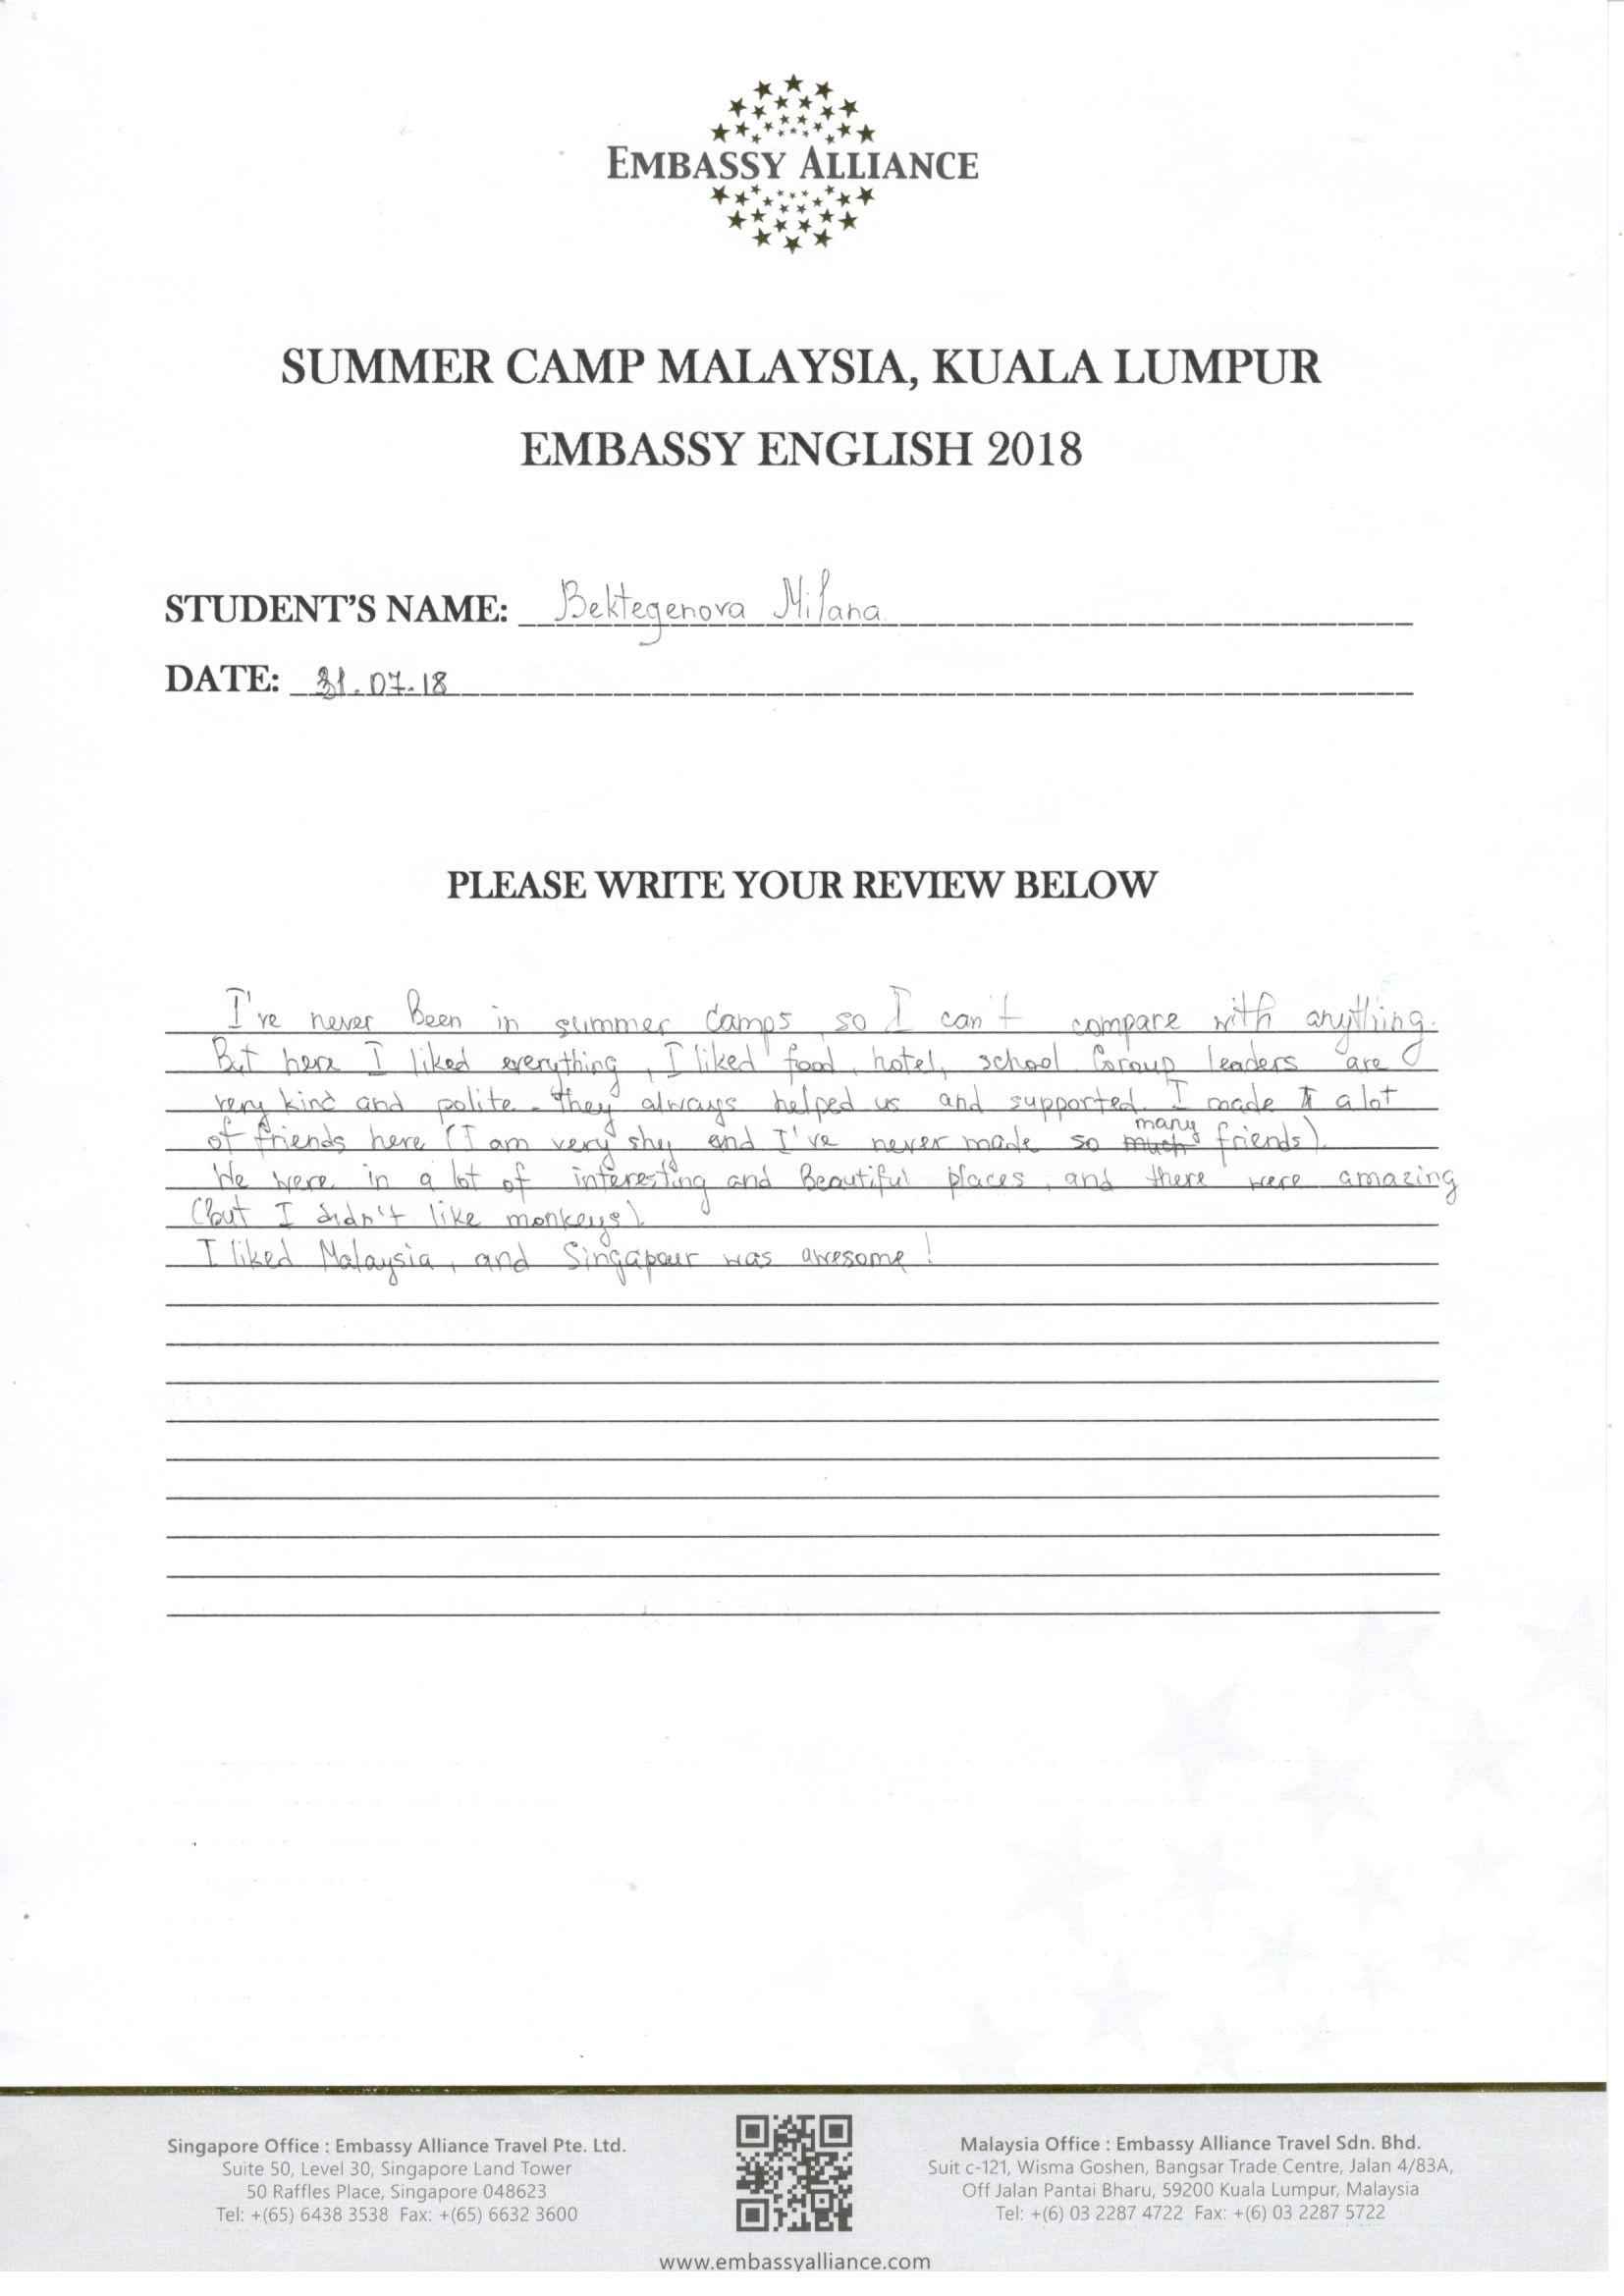 EMBASSY ALLIANCE
SUMMER CAMP MALAYSIA, KUALA LUMPUR
EMBASSY ENGLISH 2018
STUDENT'S NAME: Bektegenova Milana
DATE: 31.07.18
PLEASE WRITE YOUR REVIEW BELOW
I've never Been in summer camps, so I can't compare with anything.
But here I liked everything, I liked food, hotel, school. Group leaders are
very kind and polite. They always helped us and supported. I made a lot
of friends here (I am very shy and I've never made so much many friends).
We were in a lot of interesting and Beautiful places, and there were amazing
(but I didn't like monkeys).
I liked Malaysia, and Singapour was awesome!
Singapore Office : Embassy Alliance Travel Pte. Ltd.
Suite 50, Level 30, Singapore Land Tower
50 Raffles Place, Singapore 048623
Tel: +(65) 6438 3538 Fax: +(65) 6632 3600
Malaysia Office : Embassy Alliance Travel Sdn. Bhd.
Suit c-121, Wisma Goshen, Bangsar Trade Centre, Jalan 4/83A,
Off Jalan Pantai Bharu, 59200 Kuala Lumpur, Malaysia
Tel: +(6) 03 2287 4722 Fax: +(6) 03 2287 5722
www.embassyalliance.com